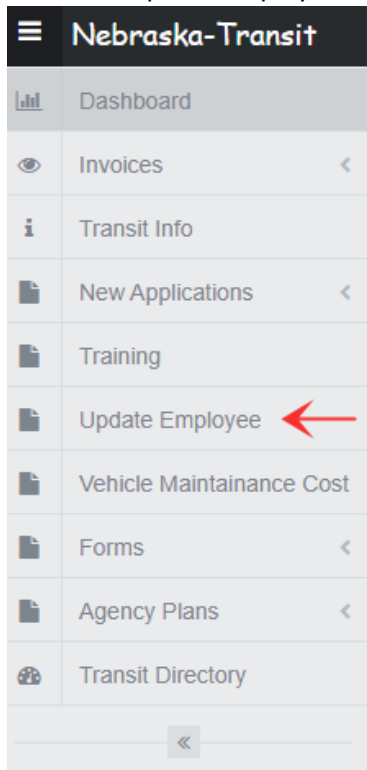 Nebraska-Transit
Dashboard
Invoices
Transit Info
New Applications
Training
Update Employee
Vehicle Maintainance Cost
Forms
Agency Plans
Transit Directory